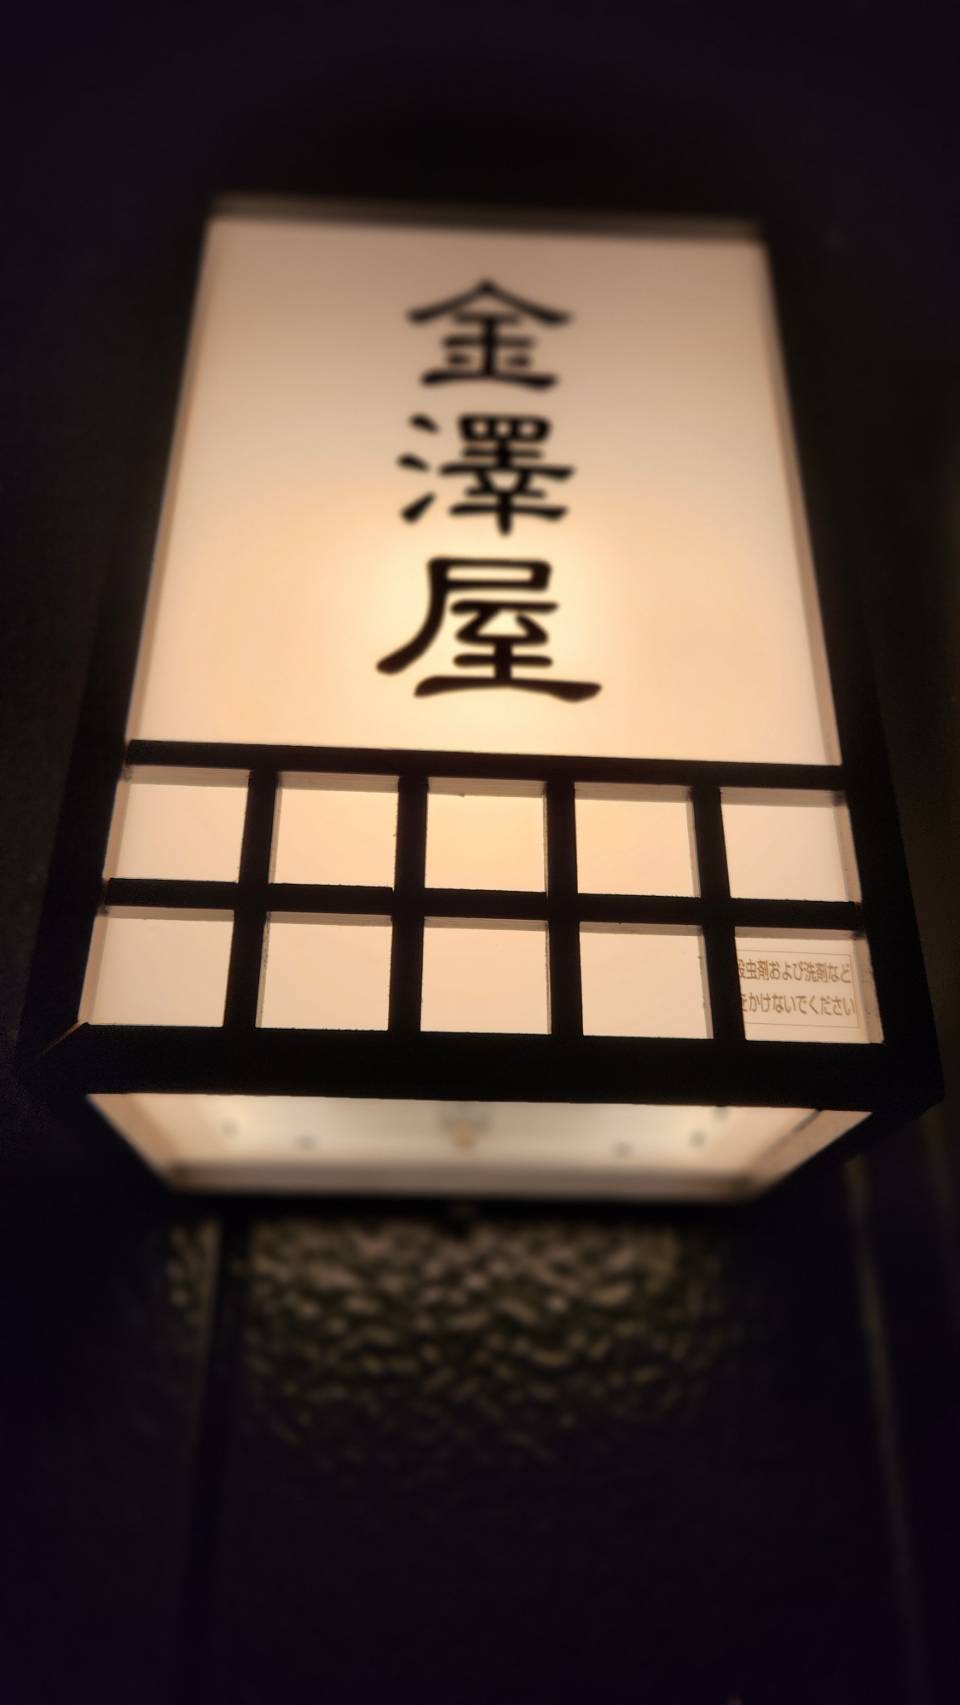 金澤屋
殺虫剤および洗剤など
をかけないでください